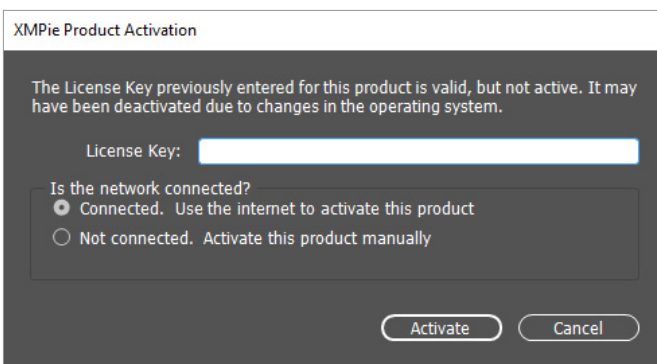 XMPie Product Activation
The License Key previously entered for this product is valid, but not active. It may
have been deactivated due to changes in the operating system.
License Key:
Is the network connected?
Connected. Use the internet to activate this product
Not connected. Activate this product manually
Activate
Cancel